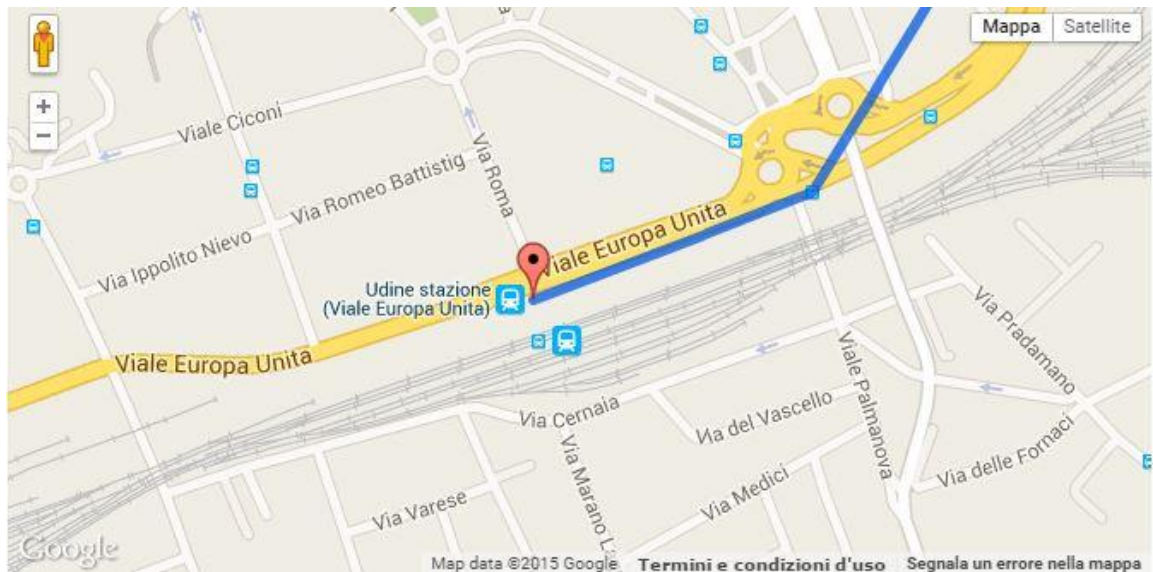 Mappa
Satellite
+
−
Viale Ciconi
Via Roma
Via Romeo Battistig
Via Ippolito Nievo
Viale Europa Unita
Udine stazione
(Viale Europa Unita)
Viale Europa Unita
Via Pradamano
Viale Palmanova
Via Cernaia
Via del Vascello
Via delle Fornaci
Via Marano La
Via Medici
Via Varese
Google
Map data ©2015 Google
Termini e condizioni d'uso
Segnala un errore nella mappa